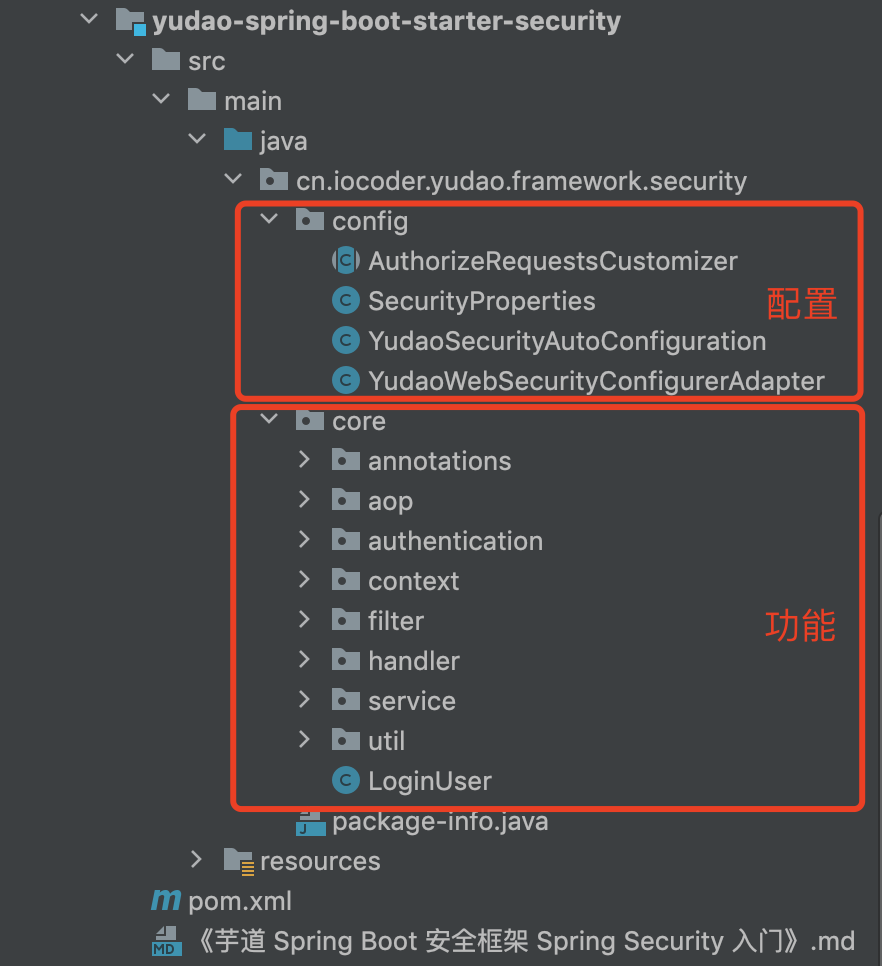 yudao-spring-boot-starter-security
src
main
java
cn.iocoder.yudao.framework.security
config
AuthorizeRequestsCustomizer
SecurityProperties
配置
YudaoSecurityAutoConfiguration
YudaoWebSecurityConfigurerAdapter
core
annotations
aop
authentication
context
filter
功能
handler
service
util
LoginUser
package-info.java
resources
pom.xml
《芋道 Spring Boot 安全框架 Spring Security 入门》.md